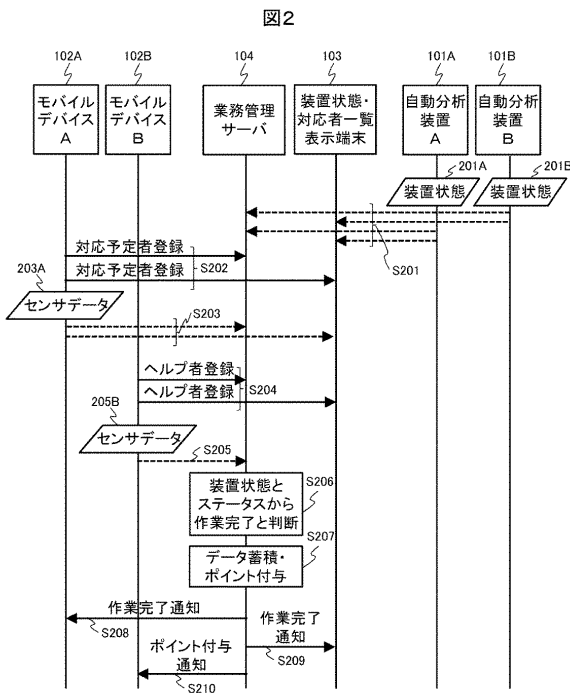 図2
102A
102B
104
103
101A
101B
モバイル
デバイス
A
モバイル
デバイス
B
業務管理
サーバ
装置状態・
対応者一覧
表示端末
自動分析
装置
A
自動分析
装置
B
201A
201B
装置状態
装置状態
S201
対応予定者登録
対応予定者登録
S202
203A
センサデータ
S203
ヘルプ者登録
ヘルプ者登録
S204
205B
センサデータ
S205
装置状態と
ステータスから
作業完了と判断
S206
S207
データ蓄積・
ポイント付与
作業完了通知
S208
作業完了
通知
S209
ポイント付与
通知
S210